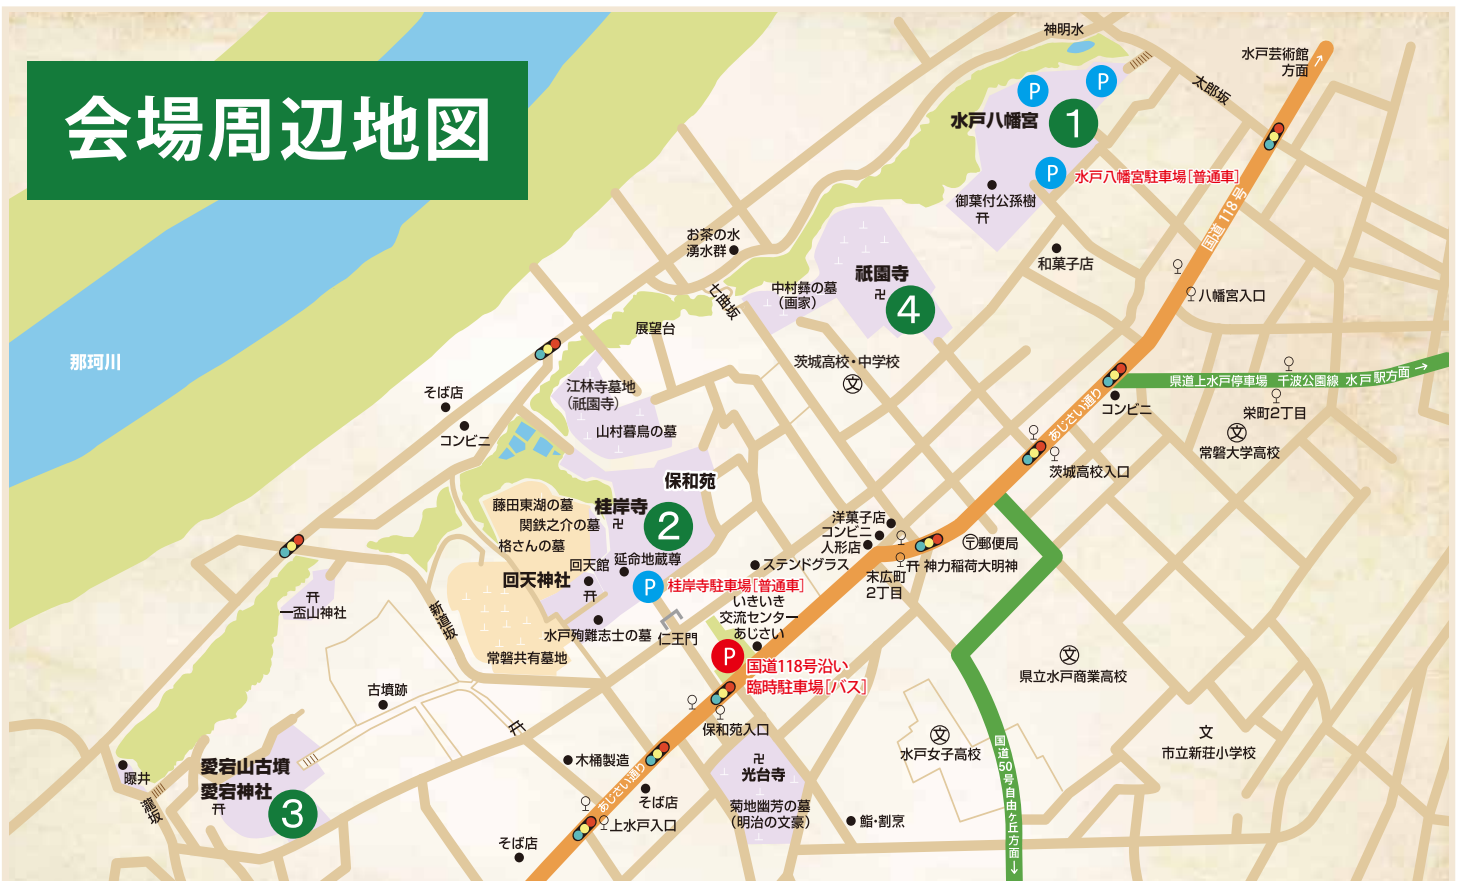 会場周辺地図
神明水
水戸芸術館
方面
→
太郎坂
P
P
水戸八幡宮
1
P
水戸八幡宮駐車場[普通車]
御葉付公孫樹
国道118号
お茶の水
湧水群
和菓子店
祇園寺
4
七曲坂
中村彝の墓
(画家)
八幡宮入口
展望台
那珂川
茨城高校・中学校
文
県道上水戸停車場 千波公園線 水戸駅方面 →
江林寺墓地
(祇園寺)
そば店
コンビニ
コンビニ
あじさい通り
栄町2丁目
文
常磐大学高校
山村暮鳥の墓
茨城高校入口
保和苑
藤田東湖の墓
桂岸寺
2
関鉄之介の墓
格さんの墓
洋菓子店
コンビニ
人形店
〒郵便局
延命地蔵尊
回天館
ステンドグラス
神力稲荷大明神
末広町
2丁目
回天神社
P
桂岸寺駐車場[普通車]
いきいき
交流センター
あじさい
一盃山神社
新道坂
水戸殉難志士の墓
仁王門
常磐共有墓地
P
国道118号沿い
臨時駐車場[バス]
文
県立水戸商業高校
古墳跡
保和苑入口
文
水戸女子高校
文
市立新荘小学校
国道50号自由ヶ丘方面→
木桶製造
光台寺
愛宕山古墳
愛宕神社
3
曝井
滝坂
あじさい通り
そば店
菊地幽芳の墓
(明治の文豪)
上水戸入口
鮨・割烹
そば店